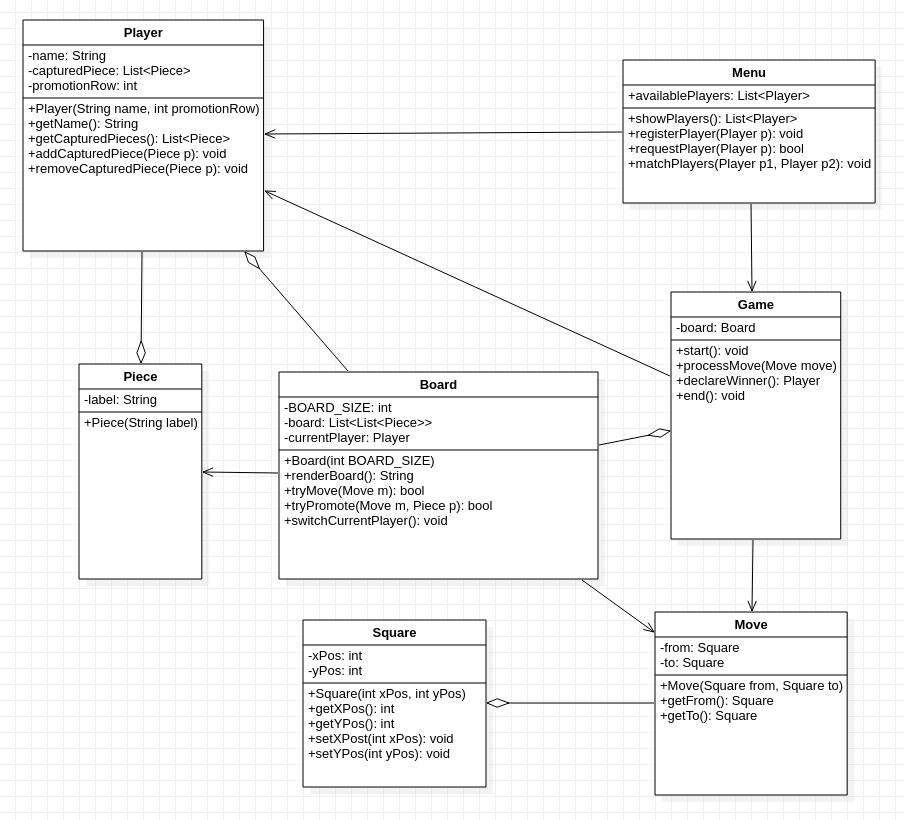 Player
-name: String
-capturedPiece: List<Piece>
-promotionRow: int
+Player(String name, int promotionRow)
+getName(): String
+getCapturedPieces(): List<Piece>
+addCapturedPiece(Piece p): void
+removeCapturedPiece(Piece p): void
Menu
+availablePlayers: List<Player>
+showPlayers(): List<Player>
+registerPlayer(Player p): void
+requestPlayer(Player p): bool
+matchPlayers(Player p1, Player p2): void
Game
-board: Board
+start(): void
+processMove(Move move)
+declareWinner(): Player
+end(): void
Piece
-label: String
+Piece(String label)
Board
-BOARD_SIZE: int
-board: List<List<Piece>>
-currentPlayer: Player
+Board(int BOARD_SIZE)
+renderBoard(): String
+tryMove(Move m): bool
+tryPromote(Move m, Piece p): bool
+switchCurrentPlayer(): void
Square
-xPos: int
-yPos: int
+Square(int xPos, int yPos)
+getXPos(): int
+getYPos(): int
+setXPost(int xPos): void
+setYPos(int yPos): void
Move
-from: Square
-to: Square
+Move(Square from, Square to)
+getFrom(): Square
+getTo(): Square